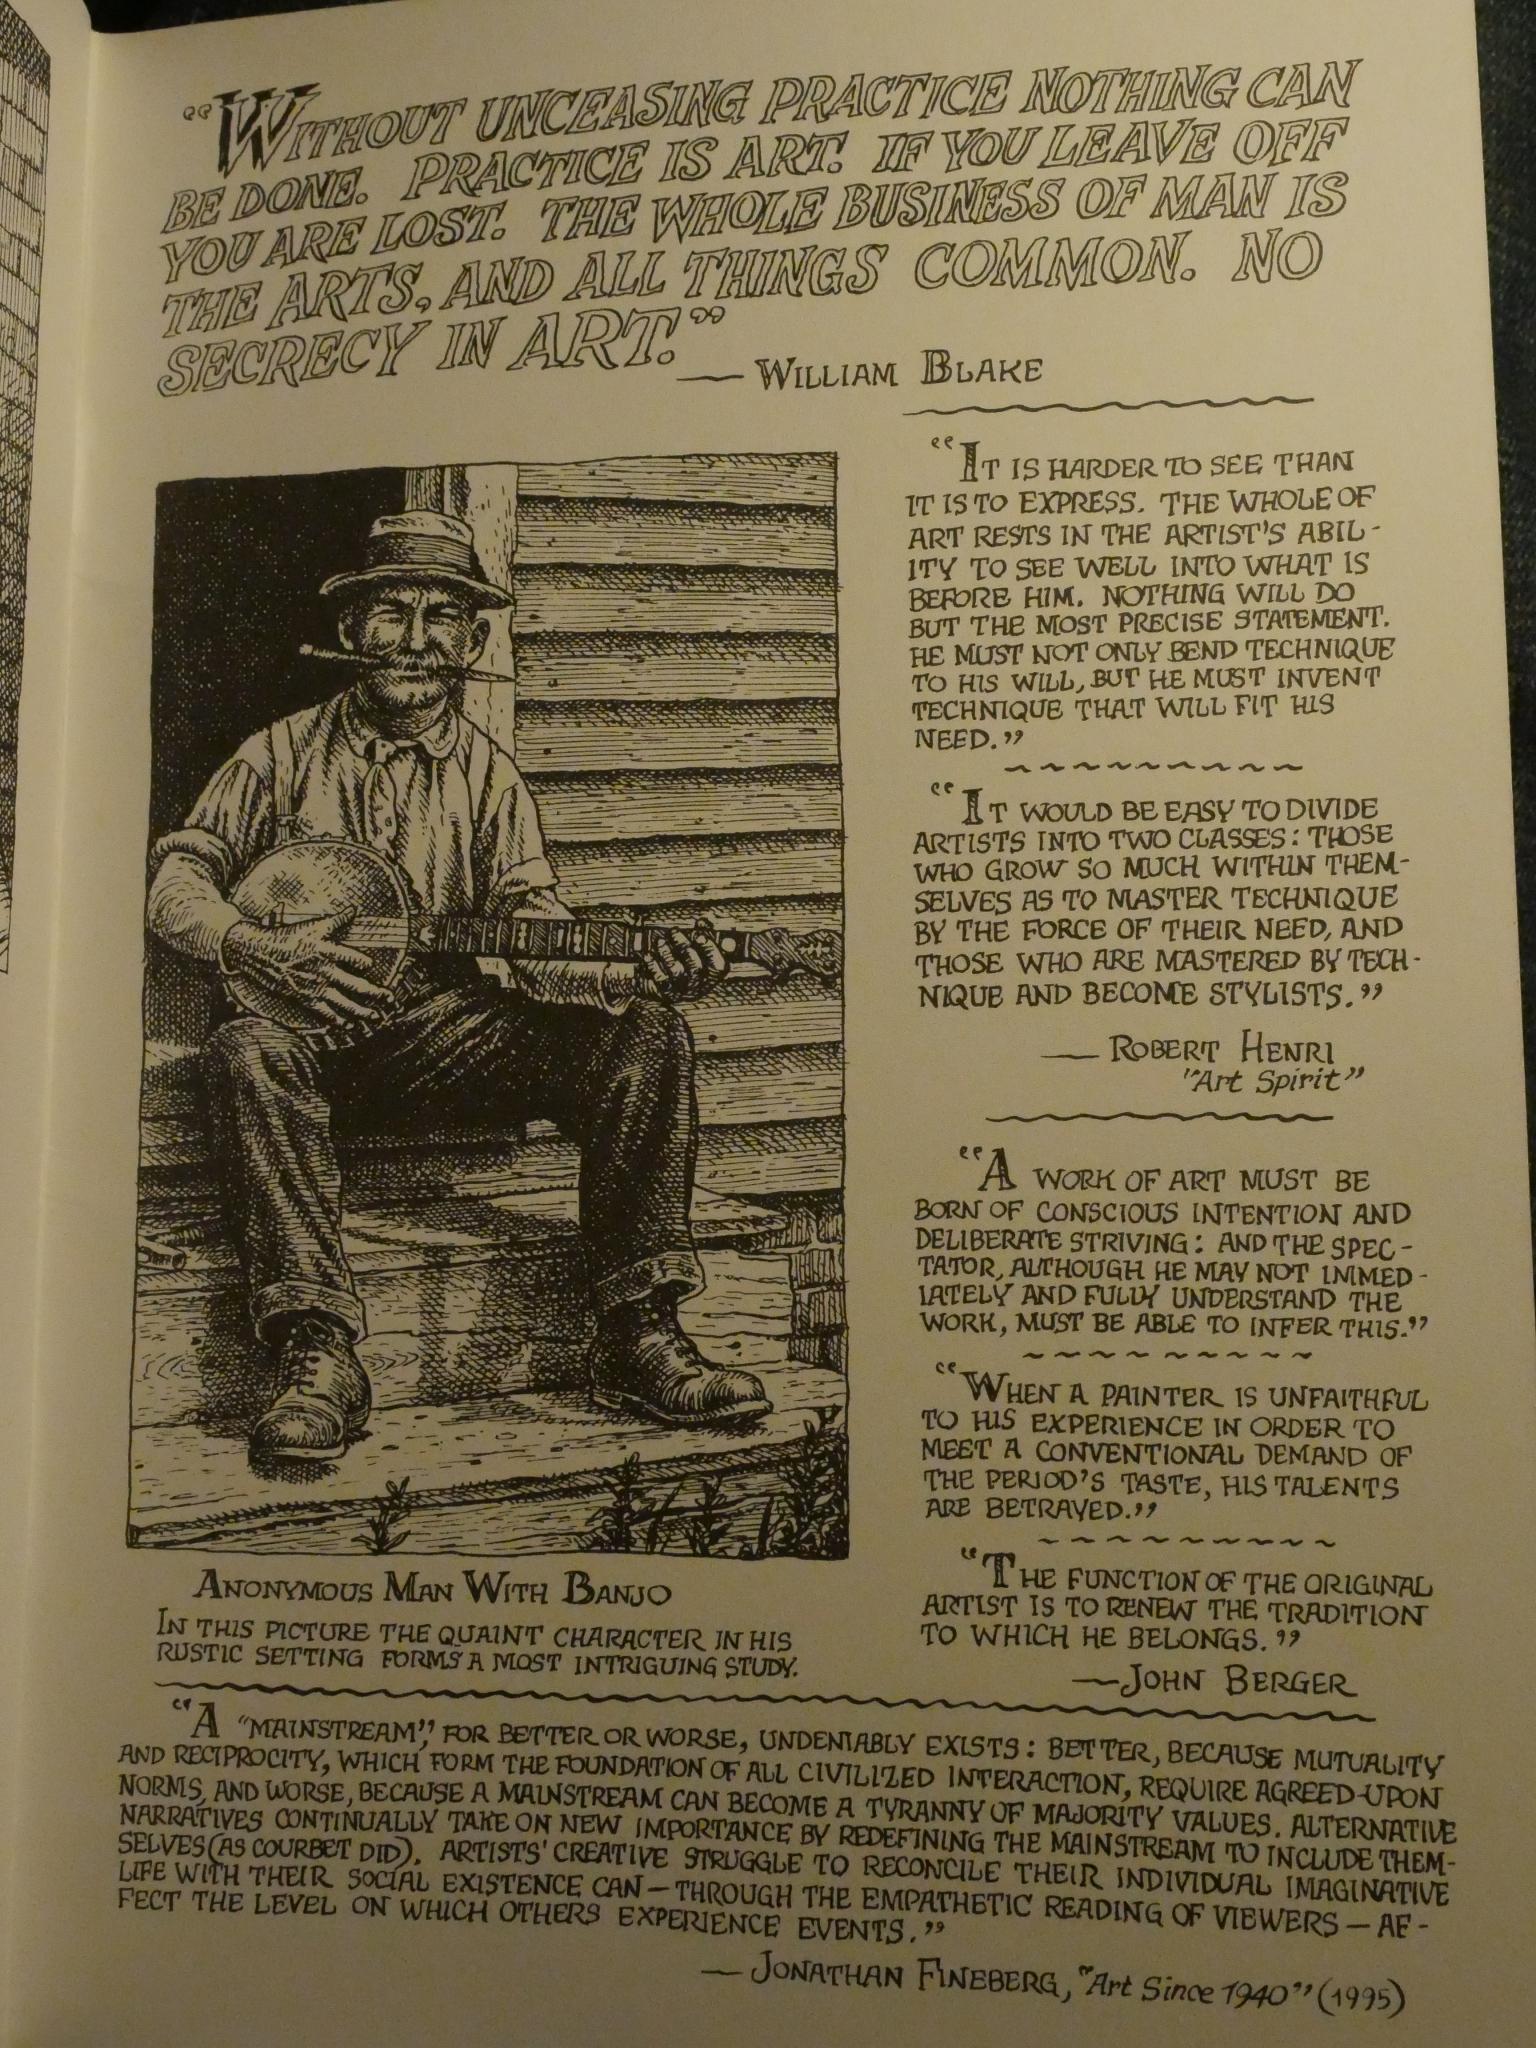 “WITHOUT UNCEASING PRACTICE NOTHING CAN
BE DONE. PRACTICE IS ART. IF YOU LEAVE OFF
YOU ARE LOST. THE WHOLE BUSINESS OF MAN IS
THE ARTS, AND ALL THINGS COMMON. NO
SECRECY IN ART.”
— WILLIAM BLAKE
“IT IS HARDER TO SEE THAN
IT IS TO EXPRESS. THE WHOLE OF
ART RESTS IN THE ARTIST'S ABIL-
ITY TO SEE WELL INTO WHAT IS
BEFORE HIM. NOTHING WILL DO
BUT THE MOST PRECISE STATEMENT.
HE MUST NOT ONLY BEND TECHNIQUE
TO HIS WILL, BUT HE MUST INVENT
TECHNIQUE THAT WILL FIT HIS
NEED.”
“IT WOULD BE EASY TO DIVIDE
ARTISTS INTO TWO CLASSES: THOSE
WHO GROW SO MUCH WITHIN THEM-
SELVES AS TO MASTER TECHNIQUE
BY THE FORCE OF THEIR NEED, AND
THOSE WHO ARE MASTERED BY TECH-
NIQUE AND BECOME STYLISTS.”
— ROBERT HENRI
"Art Spirit”
“A WORK OF ART MUST BE
BORN OF CONSCIOUS INTENTION AND
DELIBERATE STRIVING: AND THE SPEC-
TATOR, ALTHOUGH HE MAY NOT IMMED-
IATELY AND FULLY UNDERSTAND THE
WORK, MUST BE ABLE TO INFER THIS.”
“WHEN A PAINTER IS UNFAITHFUL
TO HIS EXPERIENCE IN ORDER TO
MEET A CONVENTIONAL DEMAND OF
THE PERIOD'S TASTE, HIS TALENTS
ARE BETRAYED.”
“THE FUNCTION OF THE ORIGINAL
ARTIST IS TO RENEW THE TRADITION
TO WHICH HE BELONGS.”
— JOHN BERGER
ANONYMOUS MAN WITH BANJO
IN THIS PICTURE THE QUAINT CHARACTER IN HIS
RUSTIC SETTING FORMS A MOST INTRIGUING STUDY.
“A “MAINSTREAM”, FOR BETTER OR WORSE, UNDENIABLY EXISTS: BETTER, BECAUSE MUTUALITY
AND RECIPROCITY, WHICH FORM THE FOUNDATION OF ALL CIVILIZED INTERACTION, REQUIRE AGREED-UPON
NORMS, AND WORSE, BECAUSE A MAINSTREAM CAN BECOME A TYRANNY OF MAJORITY VALUES. ALTERNATIVE
NARRATIVES CONTINUALLY TAKE ON NEW IMPORTANCE BY REDEFINING THE MAINSTREAM TO INCLUDE THEM-
SELVES (AS COURBET DID). ARTISTS' CREATIVE STRUGGLE TO RECONCILE THEIR INDIVIDUAL IMAGINATIVE
LIFE WITH THEIR SOCIAL EXISTENCE CAN — THROUGH THE EMPATHETIC READING OF VIEWERS — AF-
FECT THE LEVEL ON WHICH OTHERS EXPERIENCE EVENTS.”
— JONATHAN FINEBERG, “Art Since 1940” (1995)